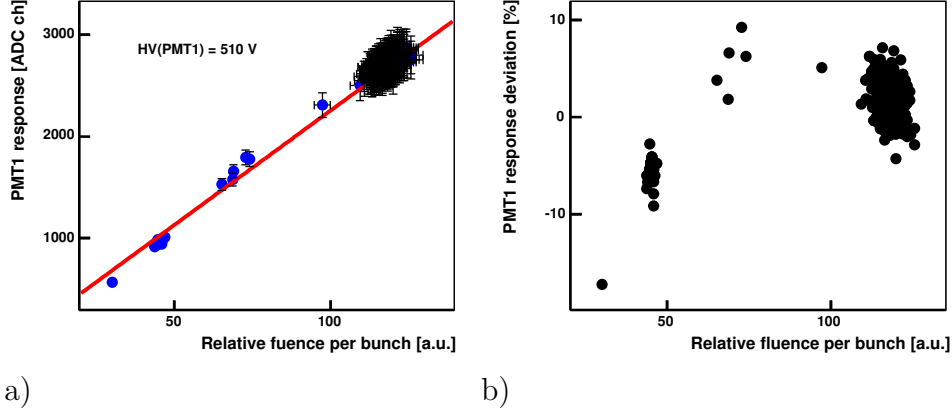 PMT1 response [ADC ch]
3000
2000
1000
HV(PMT1) = 510 V
50
100
Relative fuence per bunch [a.u.]
a)
PMT1 response deviation [%]
10
0
-10
50
100
Relative fluence per bunch [a.u.]
b)